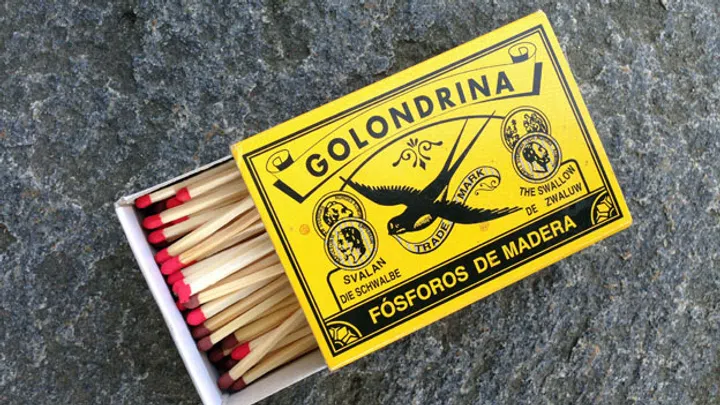 GOLONDRINA
TRADE MARK
SVALAN
DIE SCHWALBE
THE SWALLOW
DE ZWALUW
FÓSFOROS DE MADERA